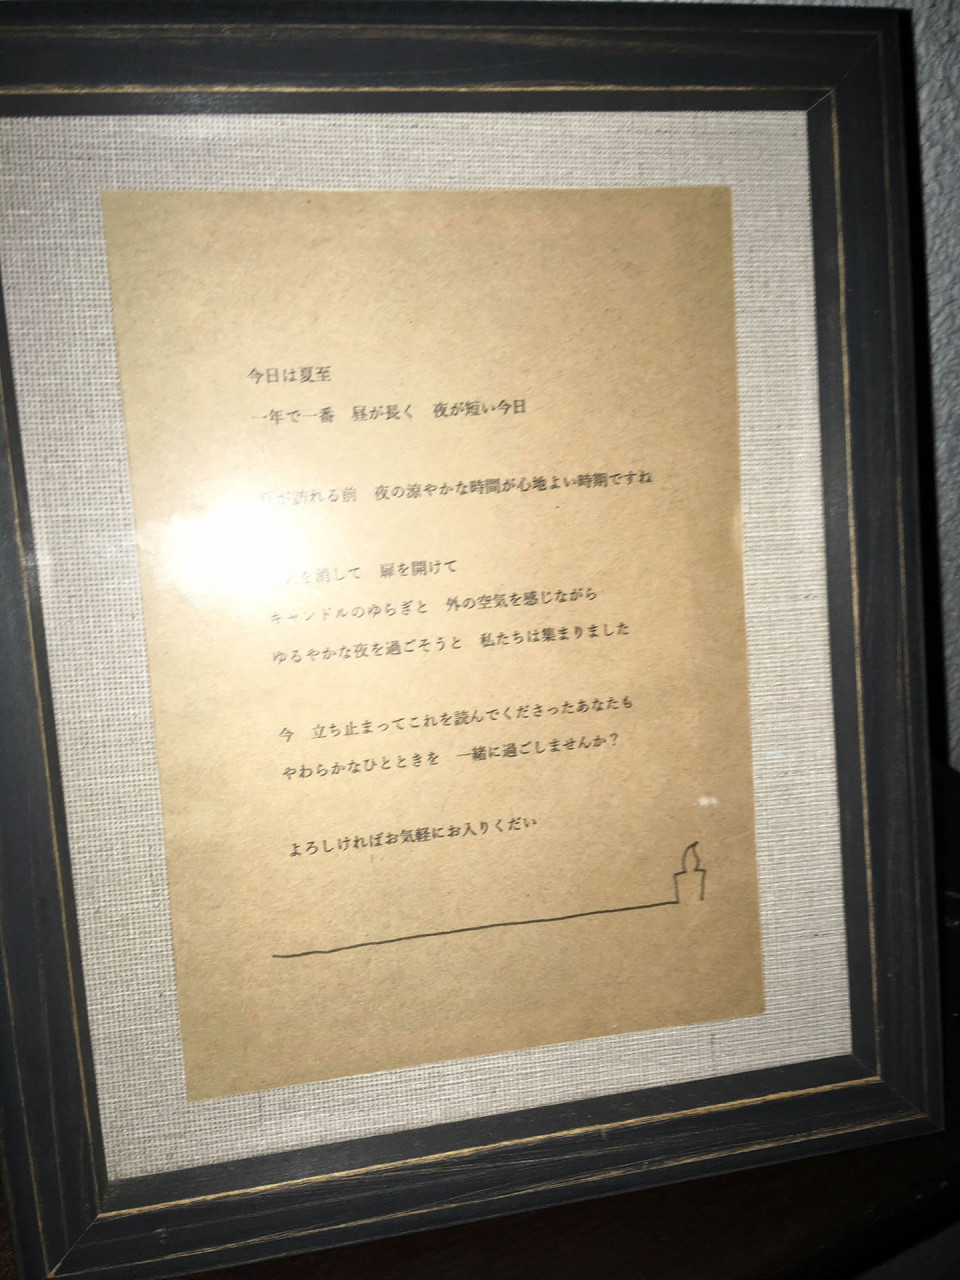 今日は夏至
一年で一番 昼が長く 夜が短い今日
が訪れる前 夜の涼やかな時間が心地よい時期ですね
を消して 扉を開けて
キャンドルのゆらぎと 外の空気を感じながら
ゆるやかな夜を過ごそうと 私たちは集まりました
今 立ち止まってこれを読んでくださったあなたも
やわらかなひとときを 一緒に過ごしませんか？
よろしければお気軽にお入りくだい